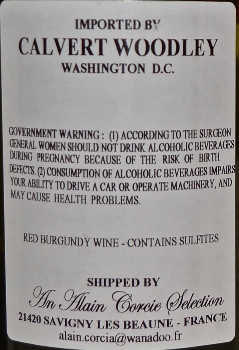 IMPORTED BY
CALVERT WOODLEY
WASHINGTON D.C.
GOVERNMENT WARNING : (1) ACCORDING TO THE SURGEON
GENERAL WOMEN SHOULD NOT DRINK ALCOHOLIC BEVERAGES
DURING PREGNANCY BECAUSE OF THE RISK OF BIRTH
DEFECTS. (2) CONSUMPTION OF ALCOHOLIC BEVERAGES IMPAIRS
YOUR ABILITY TO DRIVE A CAR OR OPERATE MACHINERY, AND
MAY CAUSE HEALTH PROBLEMS.
RED BURGUNDY WINE - CONTAINS SULFITES
SHIPPED BY
An Alain Corcia Selection
21420 SAVIGNY LES BEAUNE - FRANCE
alain.corcia@wanadoo.fr